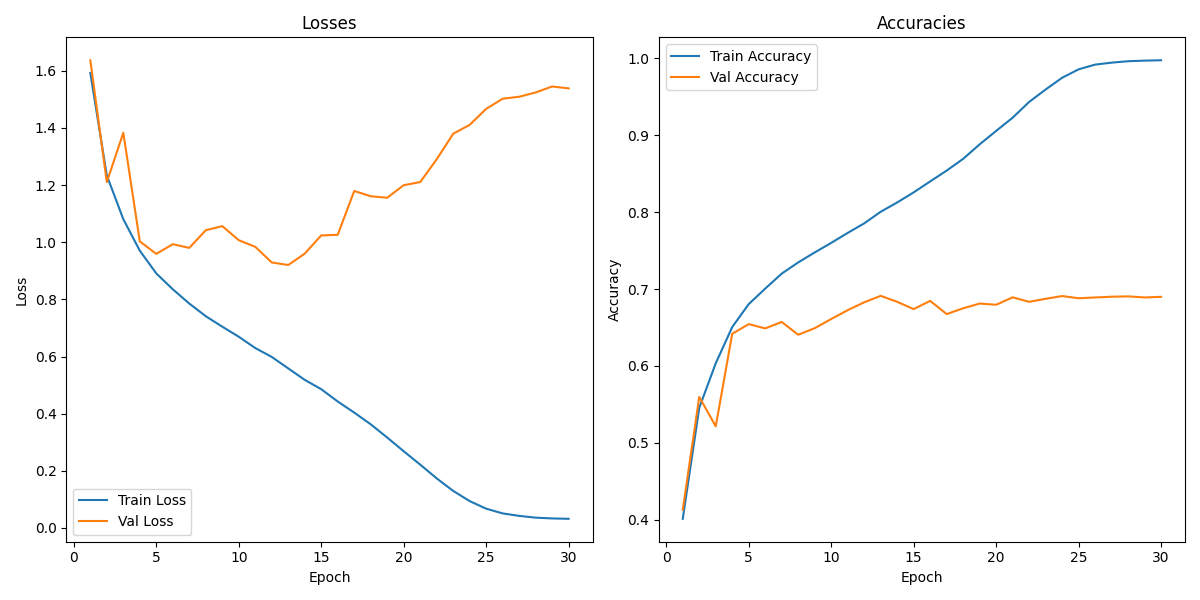 Losses
1.6
1.4
1.2
1.0
0.8
0.6
0.4
0.2
0.0
Loss
Train Loss
Val Loss
0 5 10 15 20 25 30
Epoch
Accuracies
Train Accuracy
Val Accuracy
1.0
0.9
0.8
0.7
0.6
0.5
0.4
Accuracy
0 5 10 15 20 25 30
Epoch